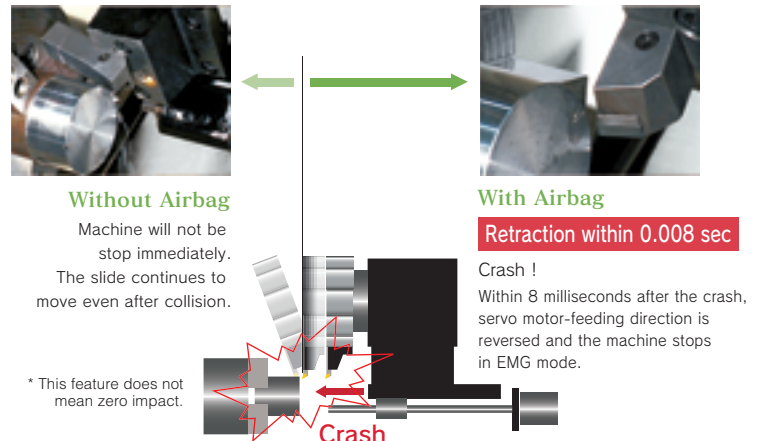 Without Airbag
Machine will not be
stop immediately.
The slide continues to
move even after collision.
* This feature does not
mean zero impact.
With Airbag
Retraction within 0.008 sec
Crash !
Within 8 milliseconds after the crash,
servo motor-feeding direction is
reversed and the machine stops
in EMG mode.
Crash